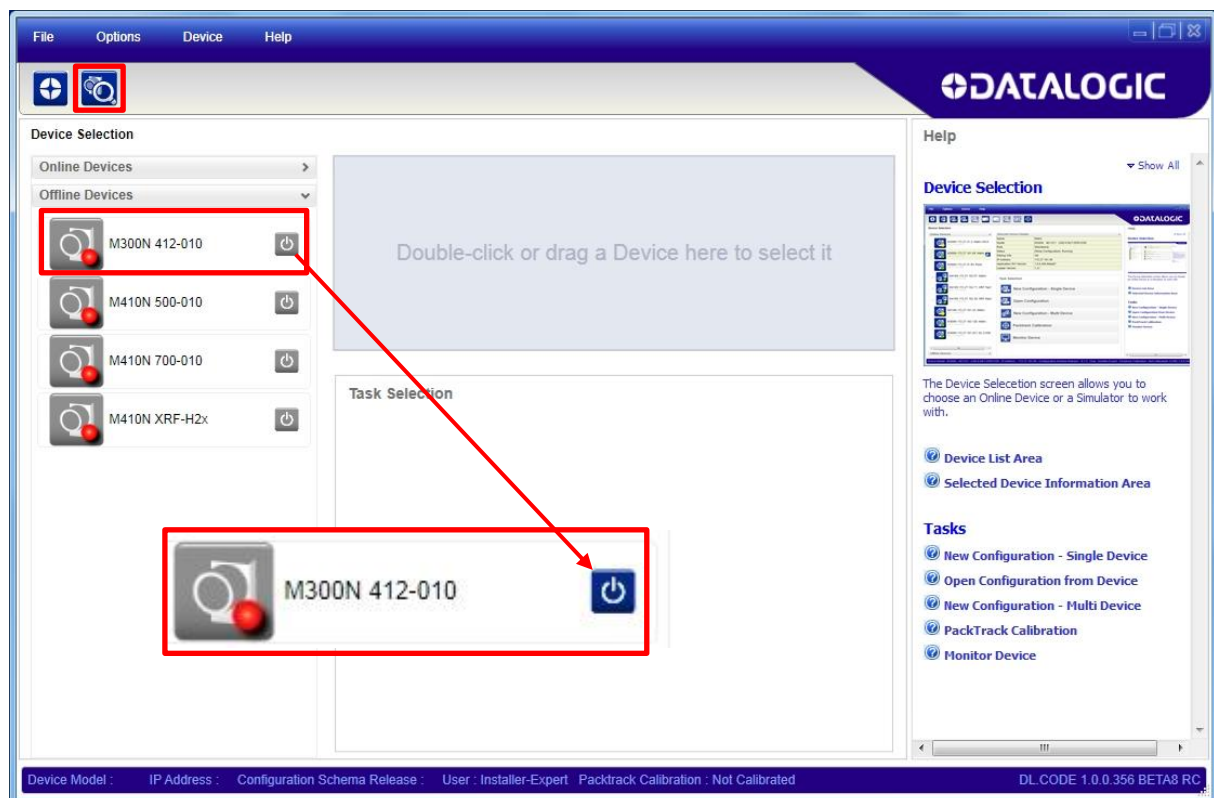 File Options Device Help
DATALOGIC
Device Selection
Online Devices
Offline Devices
M300N 412-010
M410N 500-010
M410N 700-010
M410N XRF-H2x
Double-click or drag a Device here to select it
Task Selection
M300N 412-010
Help
Show All
Device Selection
The Device Selecetion screen allows you to
choose an Online Device or a Simulator to work
with.
Device List Area
Selected Device Information Area
Tasks
New Configuration - Single Device
Open Configuration from Device
New Configuration - Multi Device
PackTrack Calibration
Monitor Device
Device Model : IP Address : Configuration Schema Release : User : Installer-Expert Packtrack Calibration : Not Calibrated DL.CODE 1.0.0.356 BETA8 RC